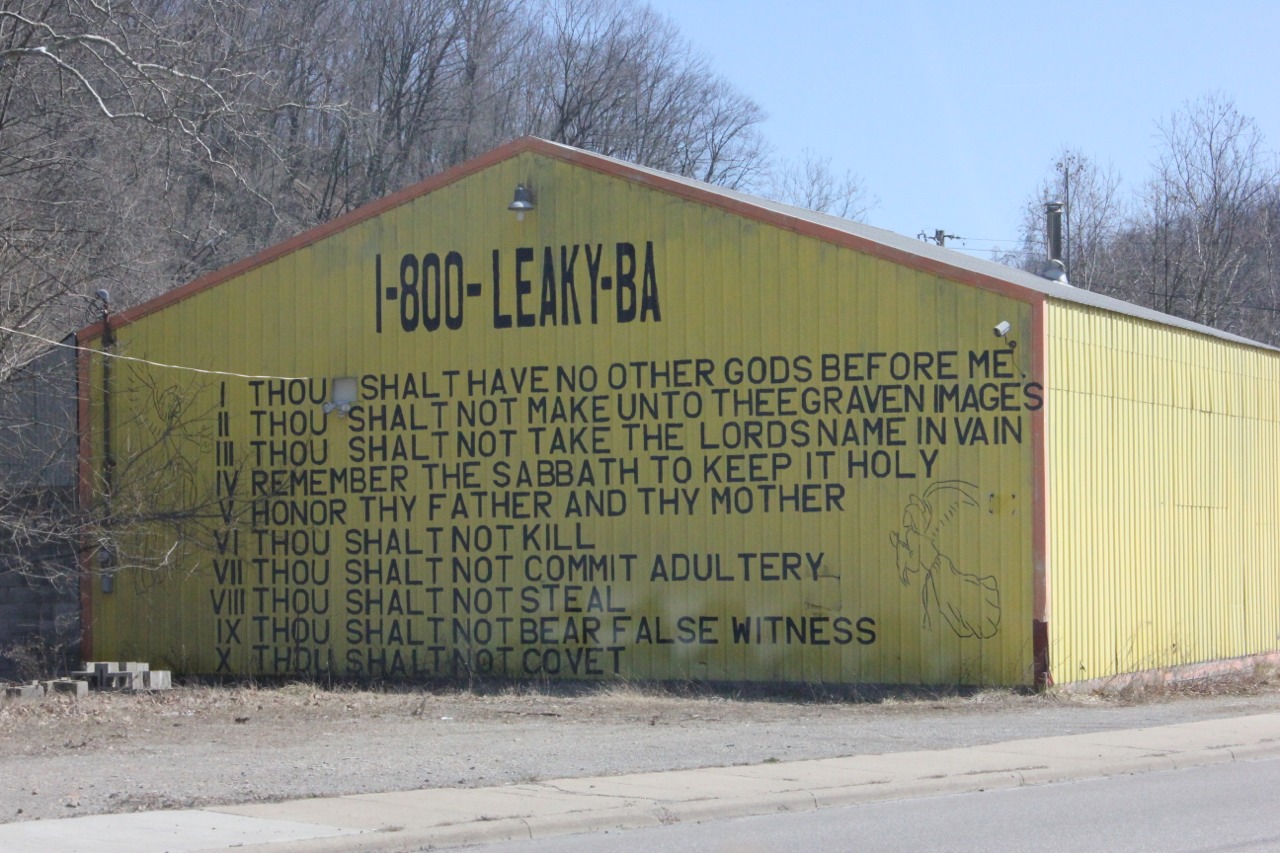 1-800-LEAKY-BA
I THOU SHALT HAVE NO OTHER GODS BEFORE ME
II THOU SHALT NOT MAKE UNTO THEE GRAVEN IMAGES
III THOU SHALT NOT TAKE THE LORDS NAME IN VAIN
IV REMEMBER THE SABBATH TO KEEP IT HOLY
V HONOR THY FATHER AND THY MOTHER
VI THOU SHALT NOT KILL
VII THOU SHALT NOT COMMIT ADULTERY
VIII THOU SHALT NOT STEAL
IX THOU SHALT NOT BEAR FALSE WITNESS
X THOU SHALT NOT COVET